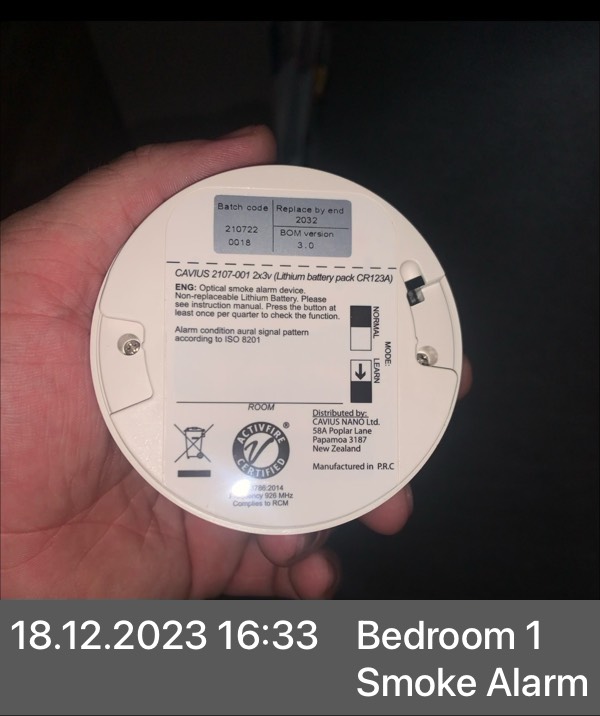 Batch code
210722
0018
Replace by end
2032
BOM version
3.0
CAVIUS 2107-001 2x3v (Lithium battery pack CR123A)
ENG: Optical smoke alarm device.
Non-replaceable Lithium Battery. Please
see instruction manual. Press the button at
least once per quarter to check the function.
Alarm condition aural signal pattern
according to ISO 8201
NORMAL
MODE:
LEARN
ROOM
ACTIVFIRE®
CERTIFIED
Distributed by:
CAVIUS NANO Ltd.
58A Poplar Lane
Papamoa 3187
New Zealand
Manufactured in P.R.C
:2014
926 MHz
Complies to RCM
18.12.2023 16:33
Bedroom 1
Smoke Alarm